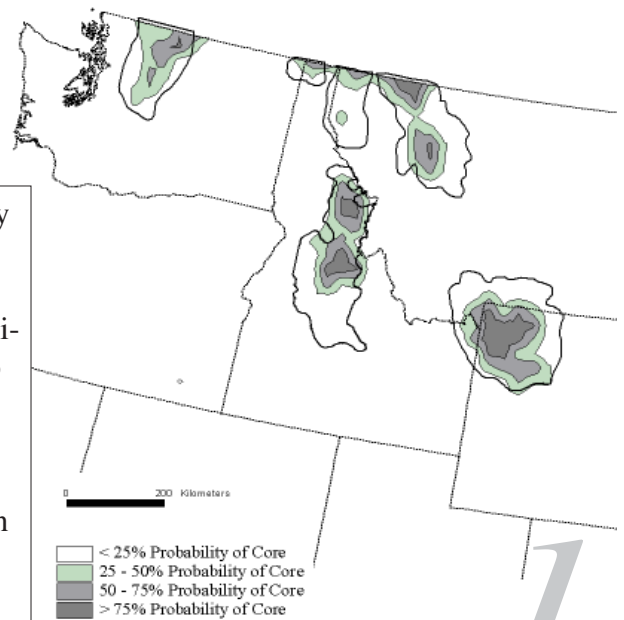 y
i-
n
0 200 Kilometers
< 25% Probability of Core
25 - 50% Probability of Core
50 - 75% Probability of Core
> 75% Probability of Core
1